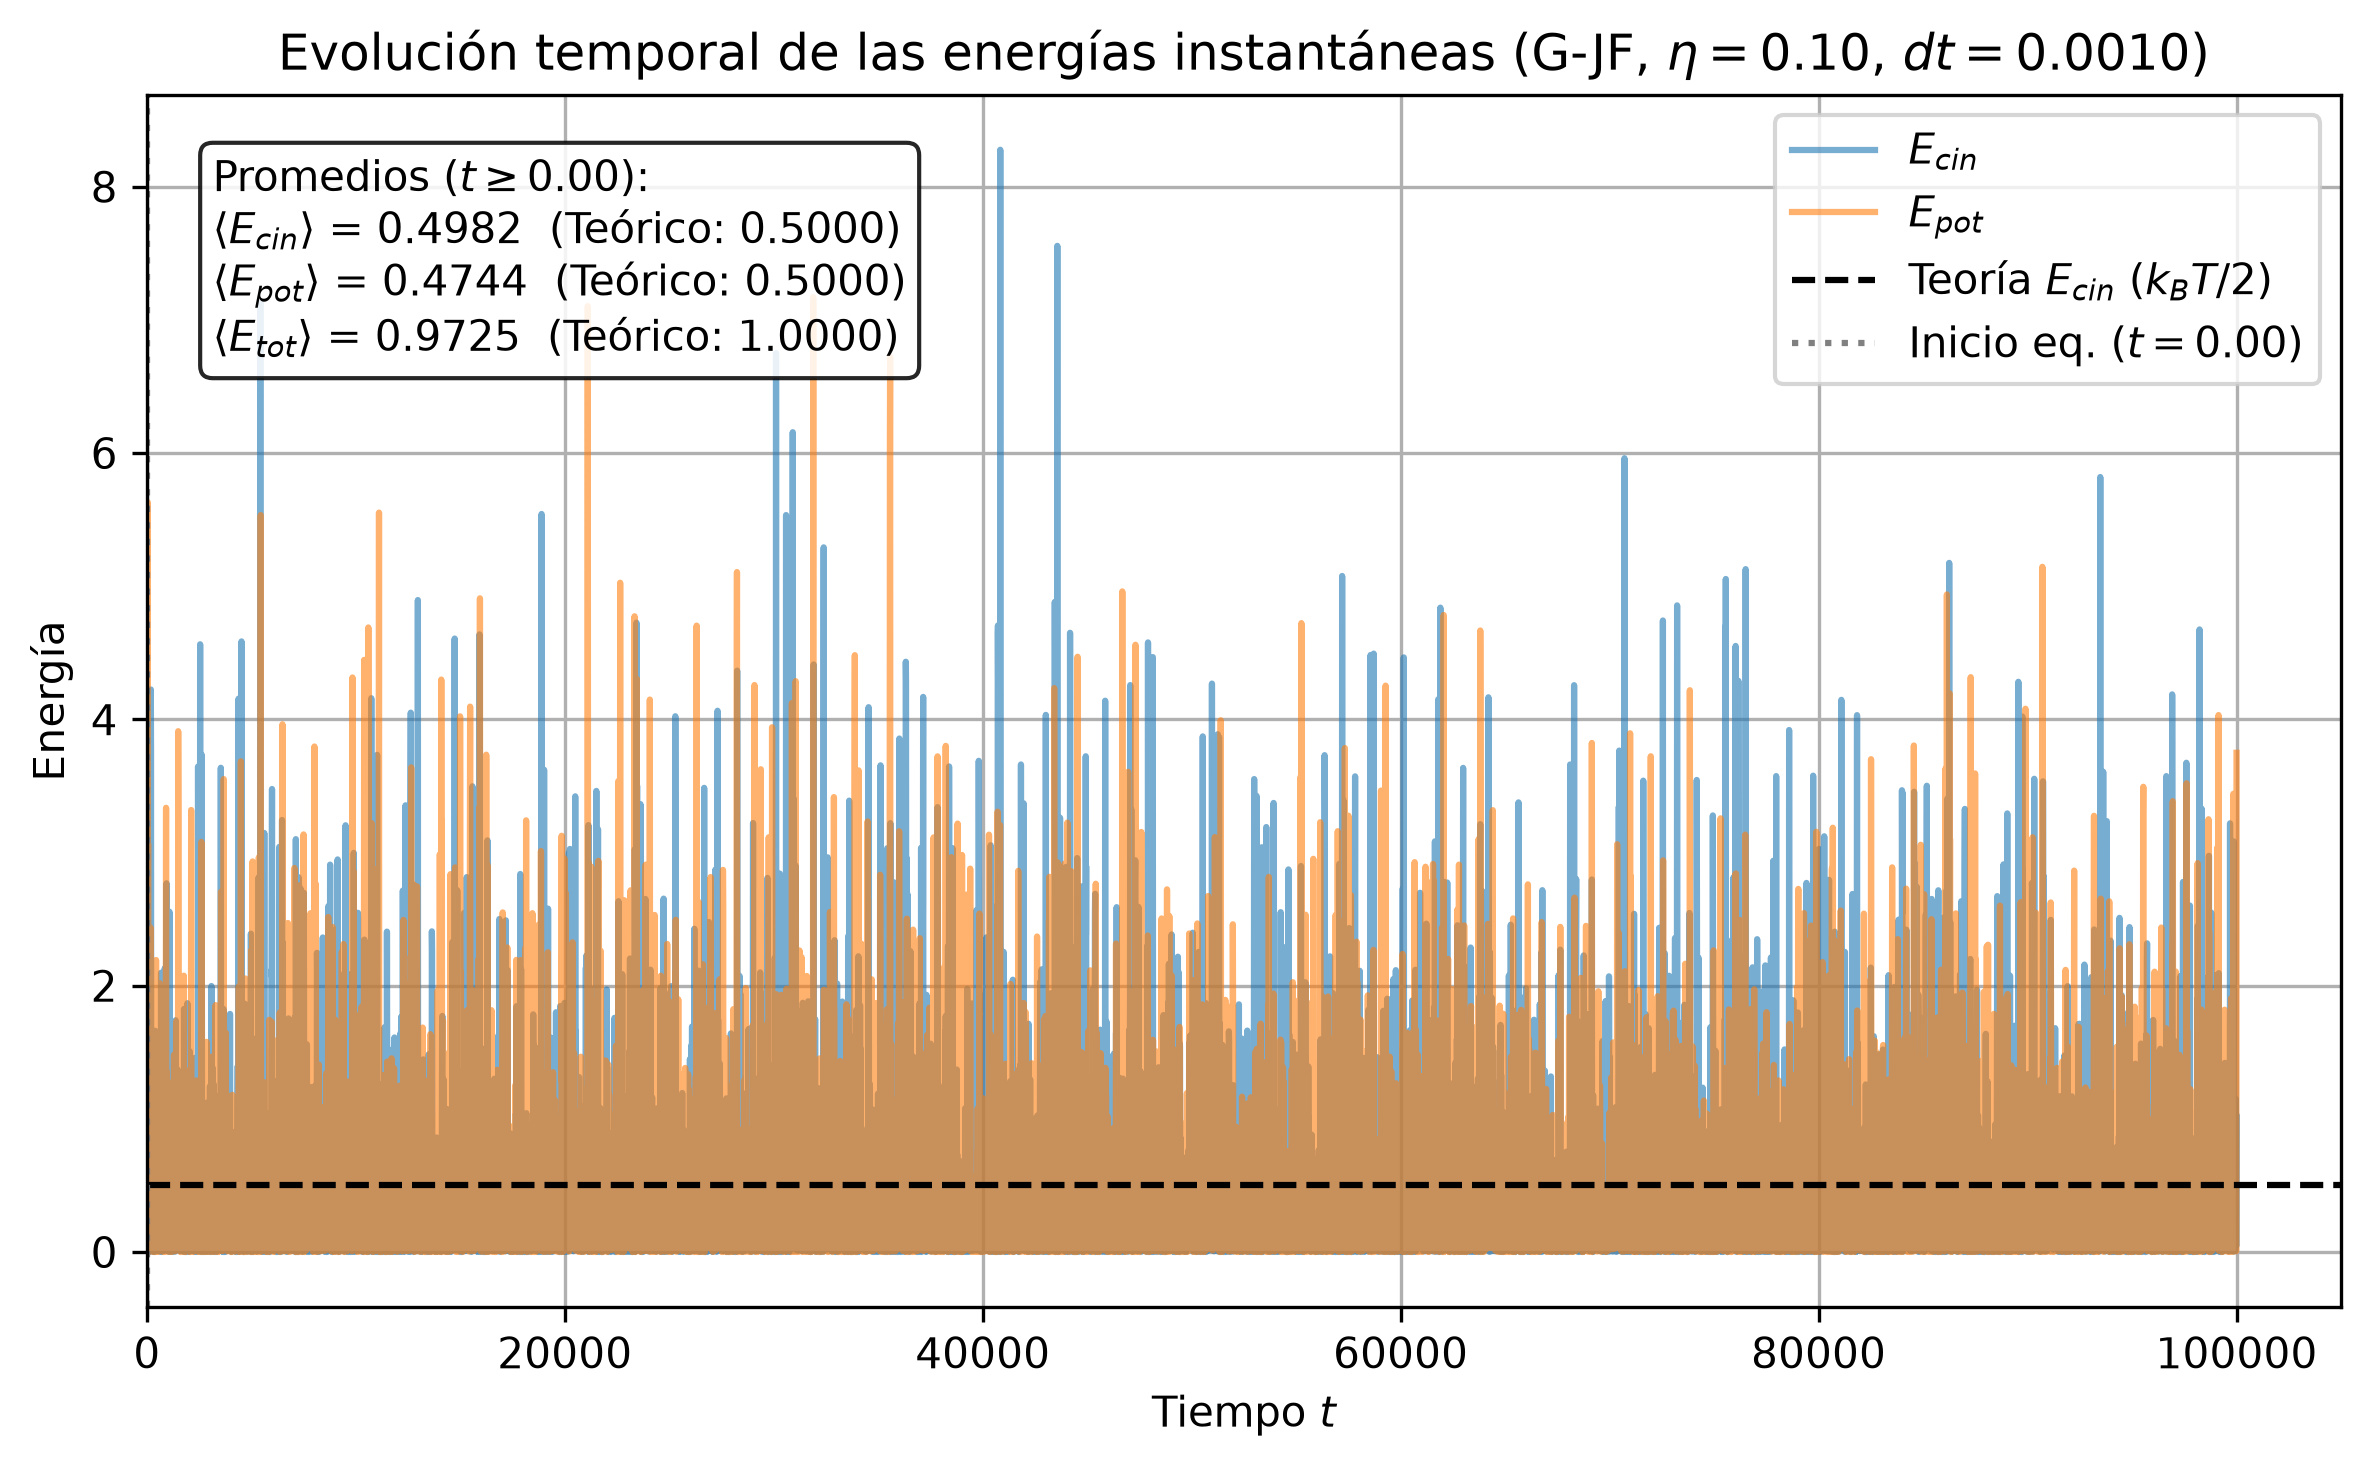 Evolución temporal de las energías instantáneas (G-JF, η = 0.10, dt = 0.0010)
Promedios (t ≥ 0.00):
⟨E_cin⟩ = 0.4982 (Teórico: 0.5000)
⟨E_pot⟩ = 0.4744 (Teórico: 0.5000)
⟨E_tot⟩ = 0.9725 (Teórico: 1.0000)
E_cin
E_pot
Teoría E_cin (k_BT/2)
Inicio eq. (t = 0.00)
Energía
8
6
4
2
0
0 20000 40000 60000 80000 100000
Tiempo t